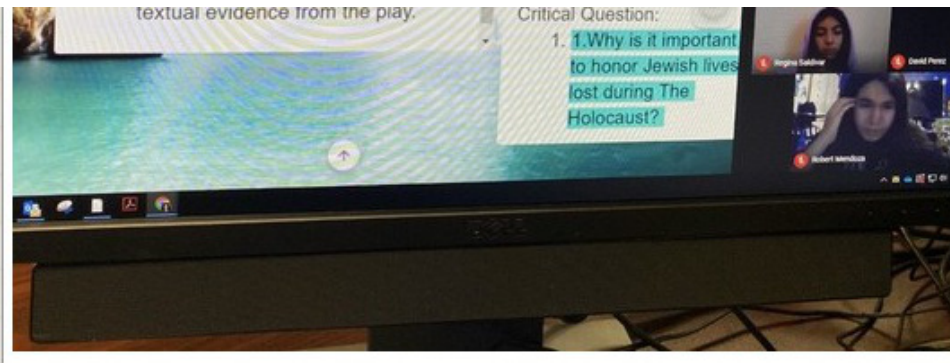 textual evidence from the play.
Critical Question:
1. 1.Why is it important
to honor Jewish lives
lost during The
Holocaust?
Regina Saldivar
David Perez
Robert Mendoza
DELL